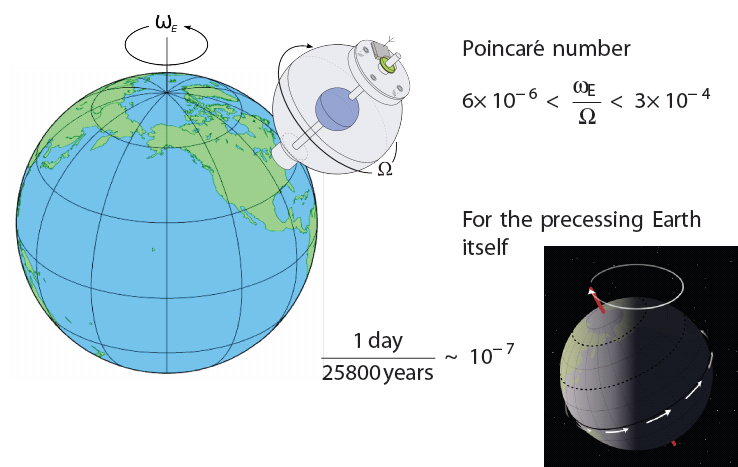 ω_E
Ω
Poincaré number
6× 10⁻⁶ < ωE/Ω < 3× 10⁻⁴
For the precessing Earth
itself
1 day
25800 years
~ 10⁻⁷